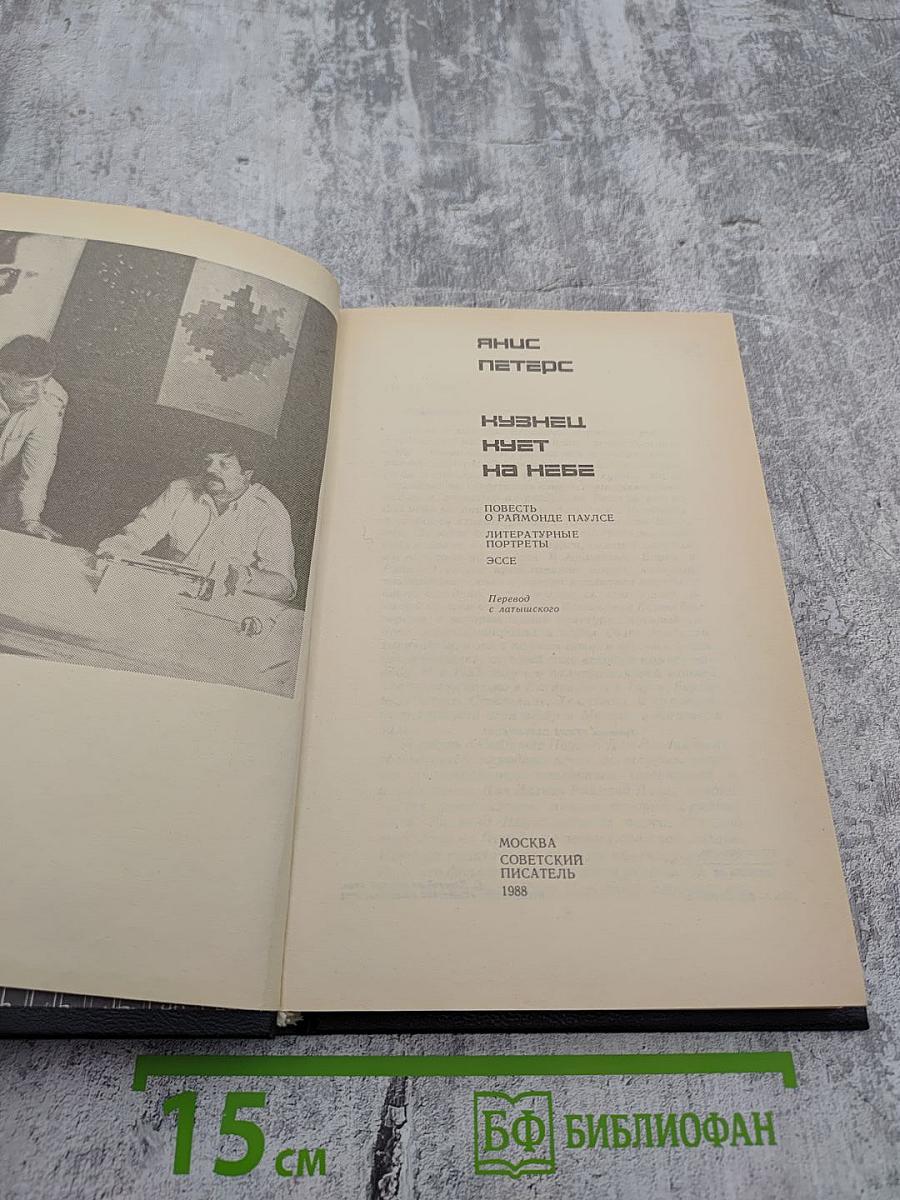 ЯНИС
ПЕТЕРС
КУЗНЕЦ
КУЕТ
НА НЕБЕ
ПОВЕСТЬ
О РАЙМОНДЕ ПАУЛСЕ
ЛИТЕРАТУРНЫЕ
ПОРТРЕТЫ
ЭССЕ
Перевод
с латышского
МОСКВА
СОВЕТСКИЙ
ПИСАТЕЛЬ
1988
15 см
БФ БИБЛИОФАН